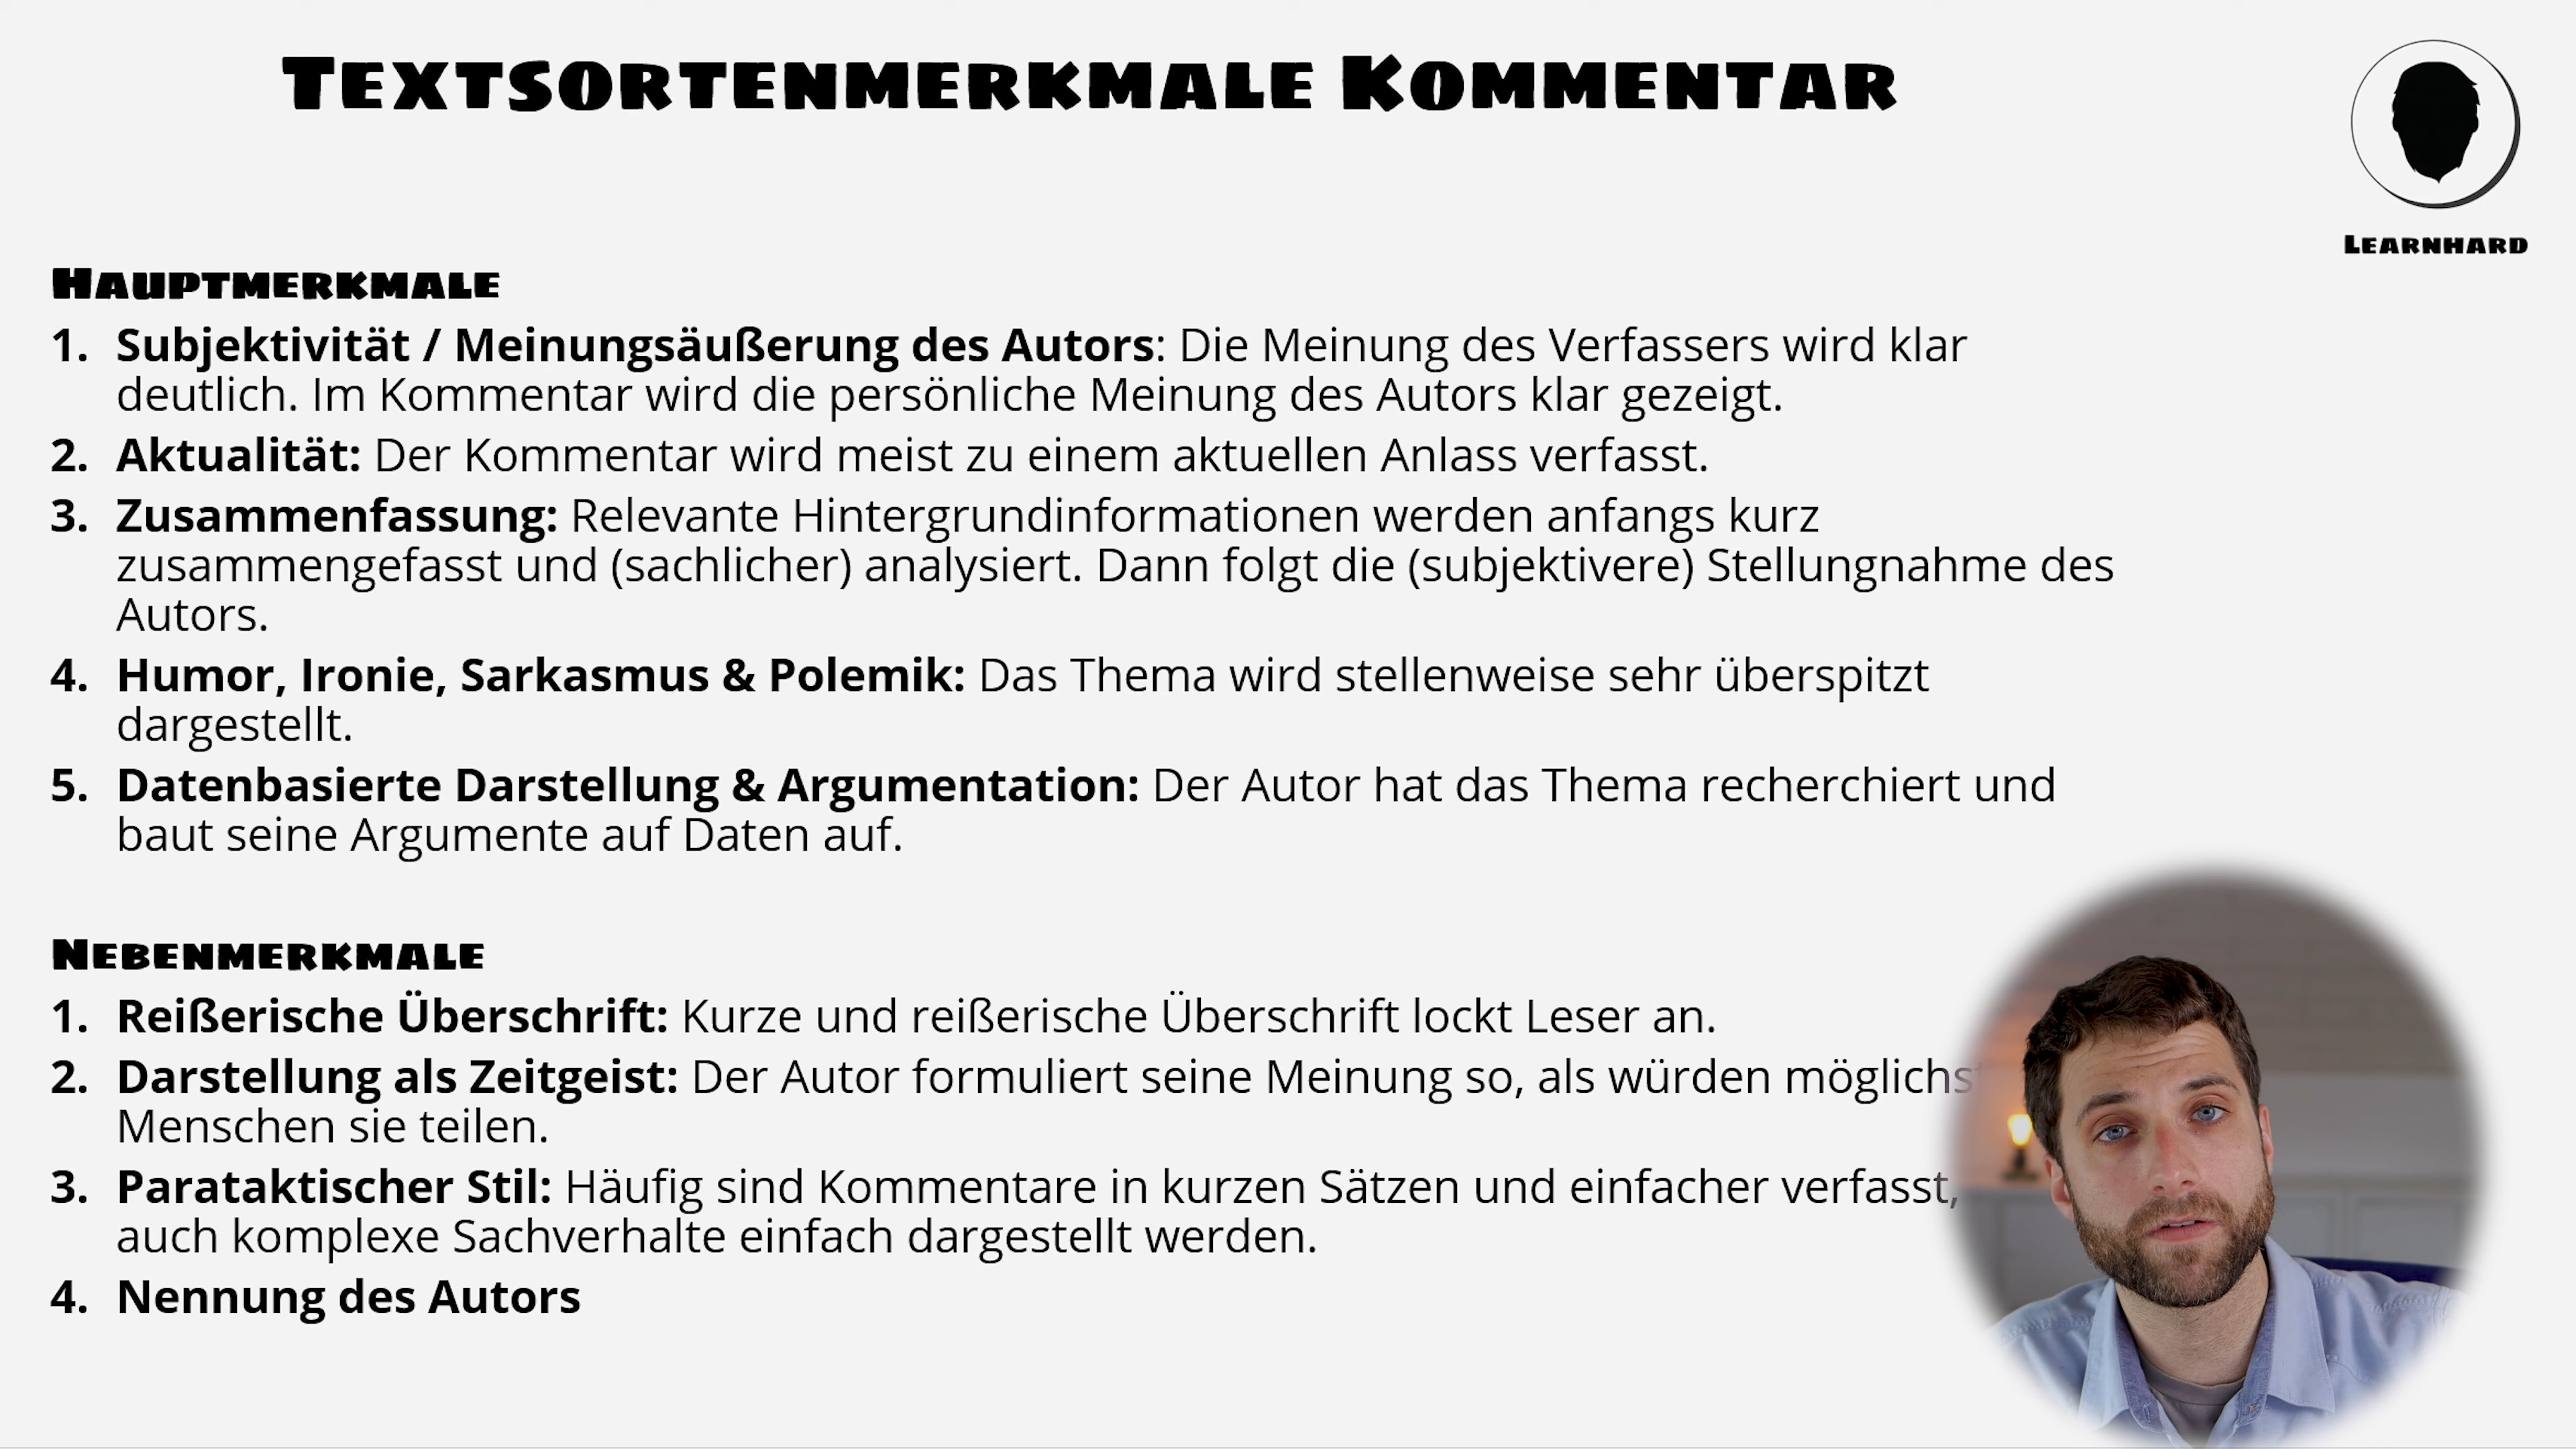 Textsortenmerkmale Kommentar
Learnhard
Hauptmerkmale
1. Subjektivität / Meinungsäußerung des Autors: Die Meinung des Verfassers wird klar
deutlich. Im Kommentar wird die persönliche Meinung des Autors klar gezeigt.
2. Aktualität: Der Kommentar wird meist zu einem aktuellen Anlass verfasst.
3. Zusammenfassung: Relevante Hintergrundinformationen werden anfangs kurz
zusammengefasst und (sachlicher) analysiert. Dann folgt die (subjektivere) Stellungnahme des
Autors.
4. Humor, Ironie, Sarkasmus & Polemik: Das Thema wird stellenweise sehr überspitzt
dargestellt.
5. Datenbasierte Darstellung & Argumentation: Der Autor hat das Thema recherchiert und
baut seine Argumente auf Daten auf.
Nebenmerkmale
1. Reißerische Überschrift: Kurze und reißerische Überschrift lockt Leser an.
2. Darstellung als Zeitgeist: Der Autor formuliert seine Meinung so, als würden möglichst
Menschen sie teilen.
3. Parataktischer Stil: Häufig sind Kommentare in kurzen Sätzen und einfacher verfasst,
auch komplexe Sachverhalte einfach dargestellt werden.
4. Nennung des Autors